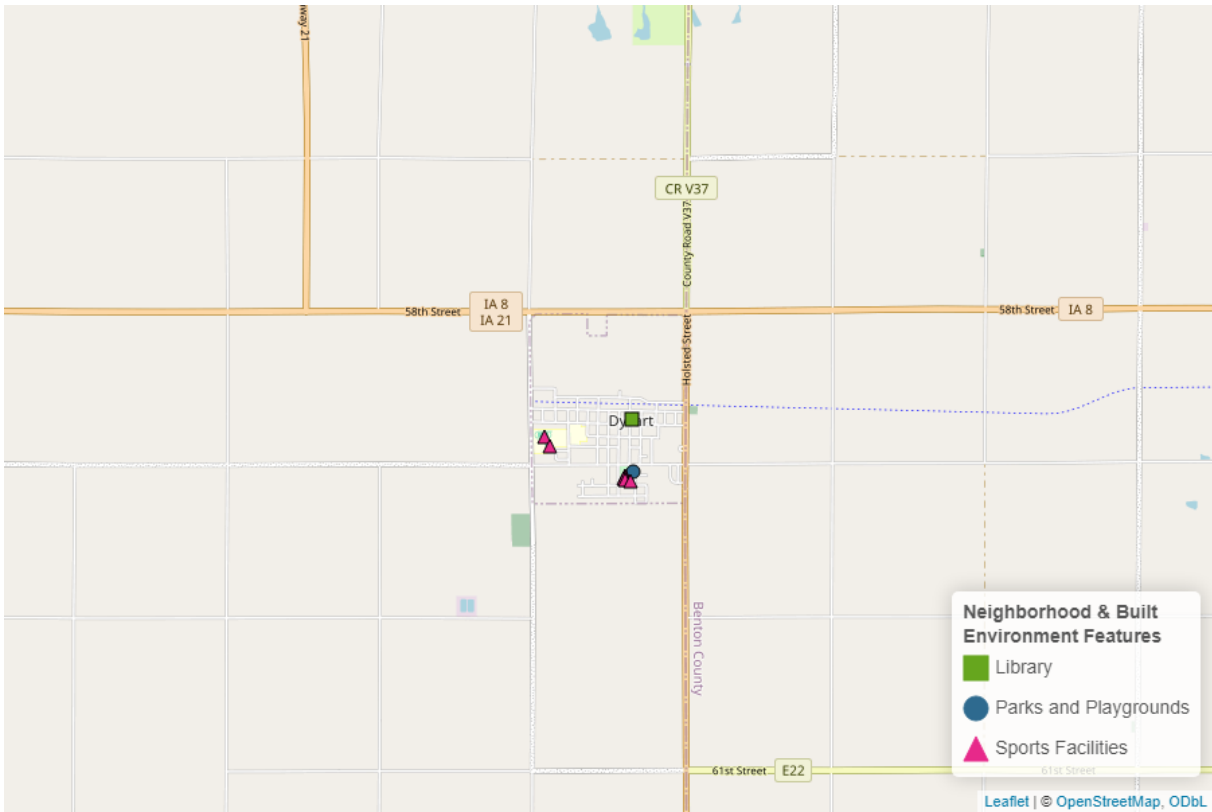 way 21
CR V37
County Road V37
IA 8
IA 21
58th Street
58th Street
IA 8
Holsted Street
Benton County
Neighborhood & Built
Environment Features
Library
Parks and Playgrounds
Sports Facilities
61st Street
E22
61st Street
Leaflet | © OpenStreetMap, ODbL